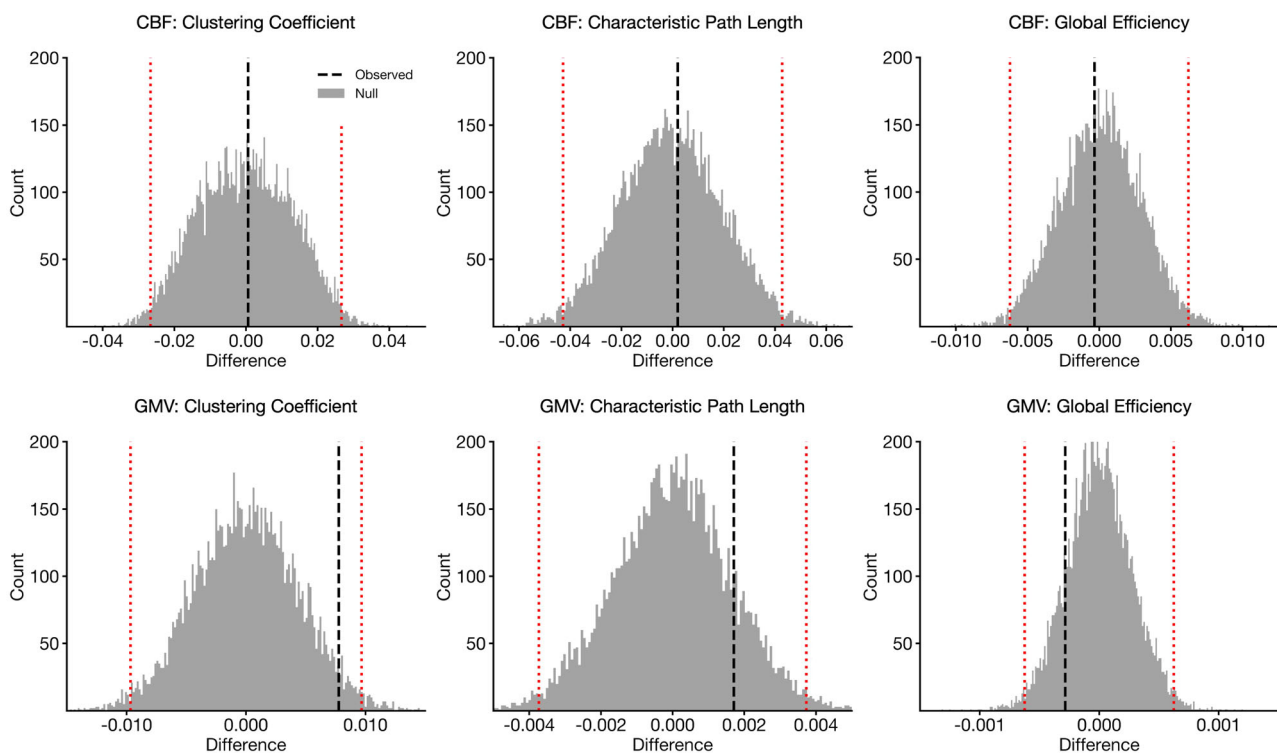 CBF: Clustering Coefficient
200
150
100
50
Count
Observed
Null
-0.04
-0.02
0.00
0.02
0.04
Difference
CBF: Characteristic Path Length
200
150
100
50
Count
-0.06
-0.04
-0.02
0.00
0.02
0.04
0.06
Difference
CBF: Global Efficiency
200
150
100
50
Count
-0.010
-0.005
0.000
0.005
0.010
Difference
GMV: Clustering Coefficient
200
150
100
50
Count
-0.010
0.000
0.010
Difference
GMV: Characteristic Path Length
200
150
100
50
Count
-0.004
-0.002
0.000
0.002
0.004
Difference
GMV: Global Efficiency
200
150
100
50
Count
-0.001
0.000
0.001
Difference